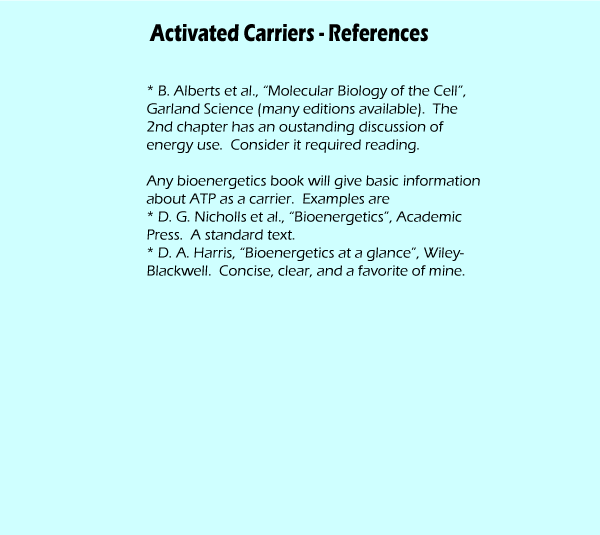 Activated Carriers - References
* B. Alberts et al., “Molecular Biology of the Cell”,
Garland Science (many editions available).  The
2nd chapter has an oustanding discussion of
energy use.  Consider it required reading.
Any bioenergetics book will give basic information
about ATP as a carrier.  Examples are
* D. G. Nicholls et al., “Bioenergetics”, Academic
Press.  A standard text.
* D. A. Harris, “Bioenergetics at a glance”, Wiley-
Blackwell.  Concise, clear, and a favorite of mine.